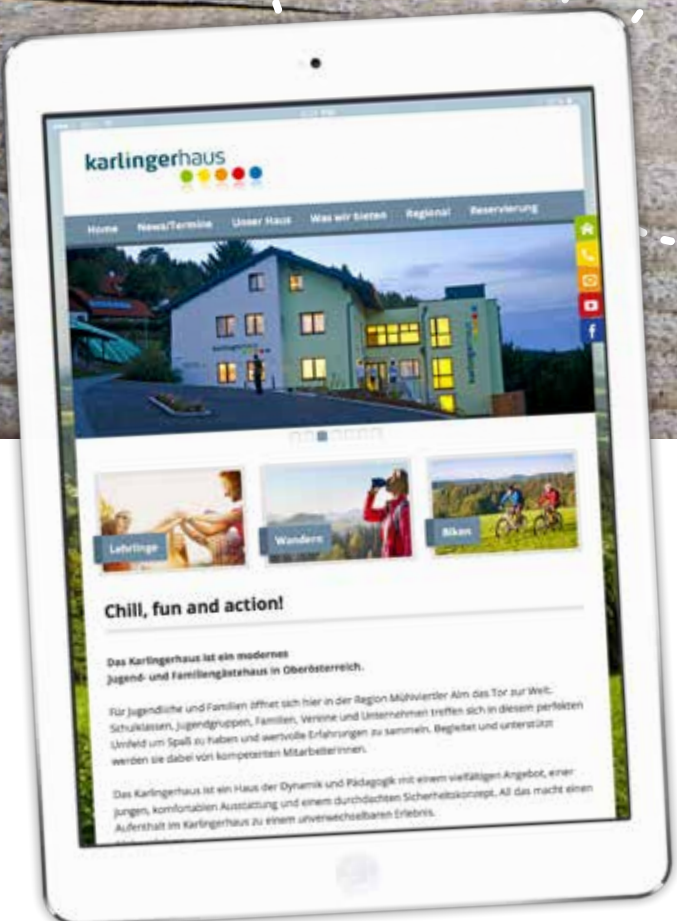 karlingerhaus
Home News/Termine Unser Haus Was wir bieten Regional Reservierung
karlingerhaus
Lehrlinge
Wandern
Biken
Chill, fun and action!
Das Karlingerhaus ist ein modernes
Jugend- und Familiengästehaus in Oberösterreich.
Für Jugendliche und Familien öffnet sich hier in der Region Mühlviertler Alm das Tor zur Welt.
Schulklassen, Jugendgruppen, Familien, Vereine und Unternehmen treffen sich in diesem perfekten
Umfeld um Spaß zu haben und wertvolle Erfahrungen zu sammeln. Begleitet und unterstützt
werden sie dabei von kompetenten MitarbeiterInnen.
Das Karlingerhaus ist ein Haus der Dynamik und Pädagogik mit einem vielfältigen Angebot, einer
jungen, komfortablen Ausstattung und einem durchdachten Sicherheitskonzept. All das macht einen
Aufenthalt im Karlingerhaus zu einem unverwechselbaren Erlebnis.